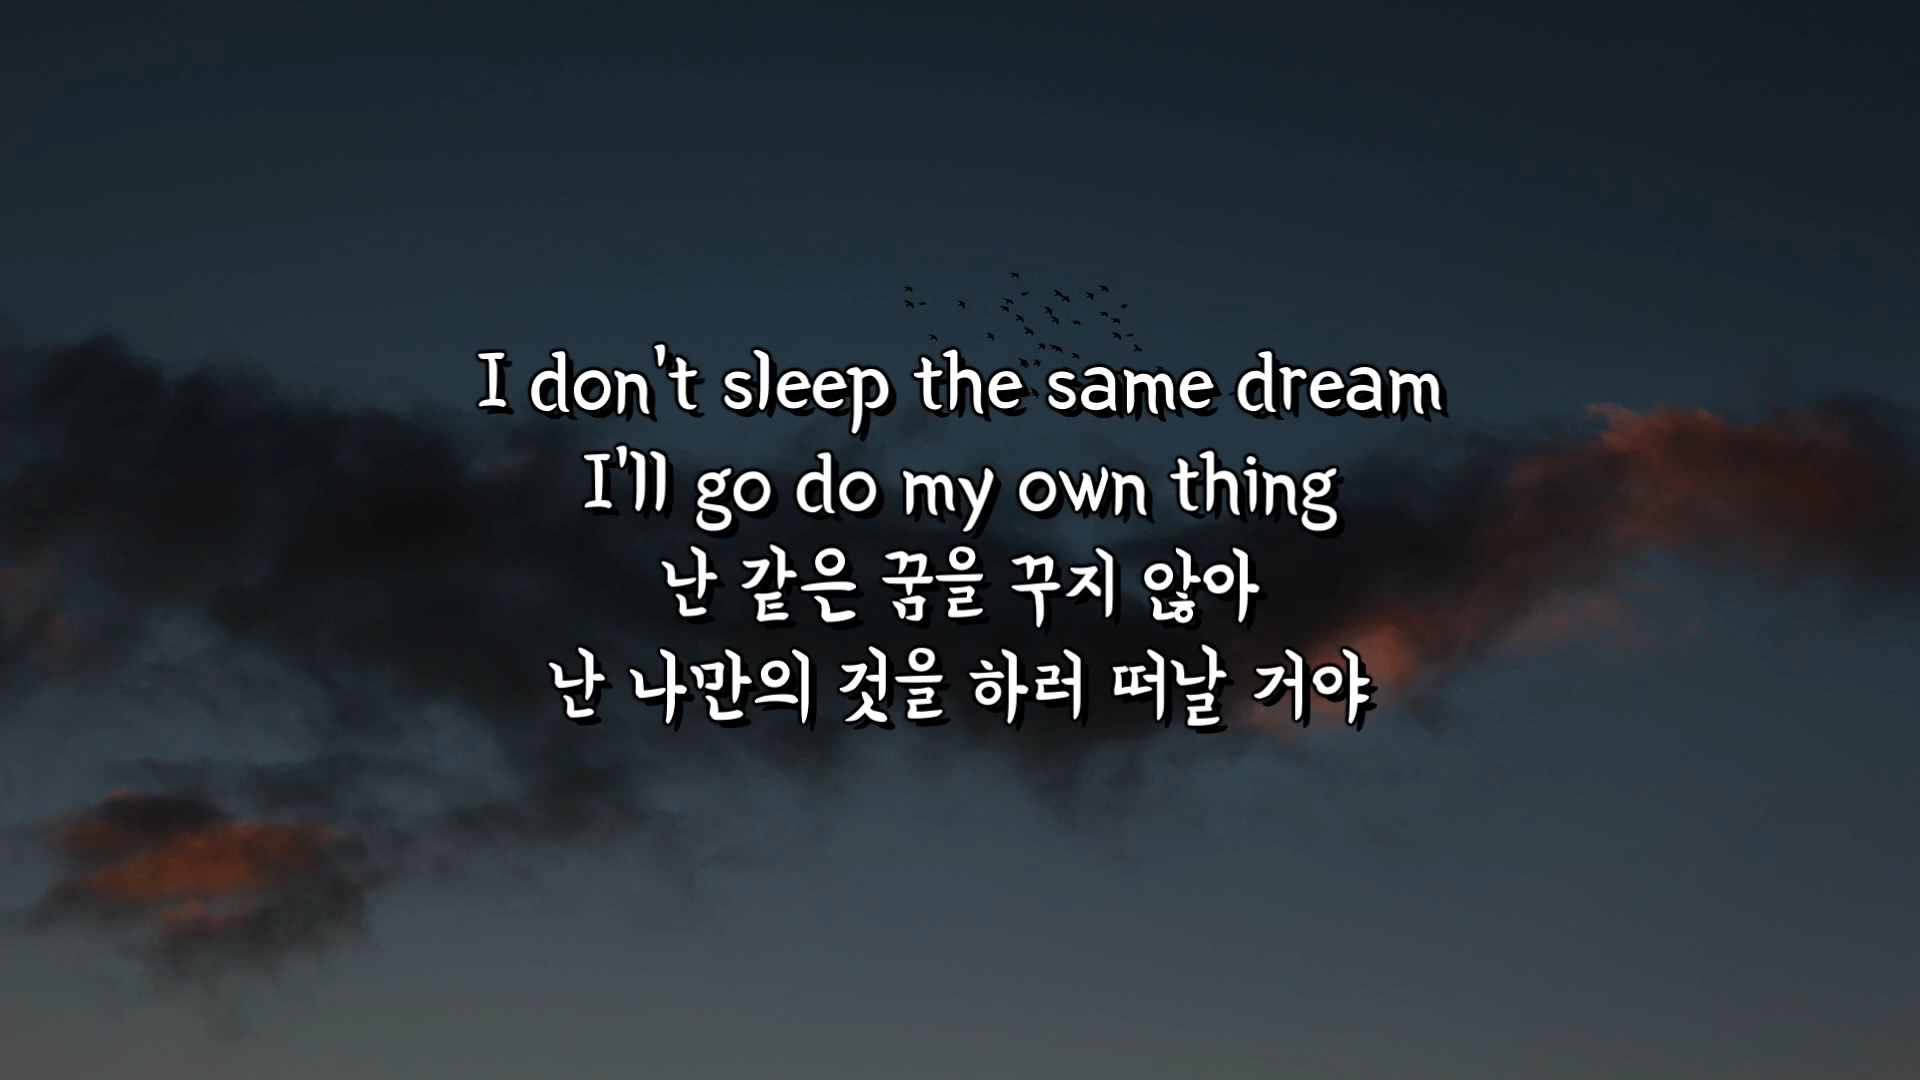 I don't sleep the same dream
I'll go do my own thing
난 같은 꿈을 꾸지 않아
난 나만의 것을 하러 떠날 거야